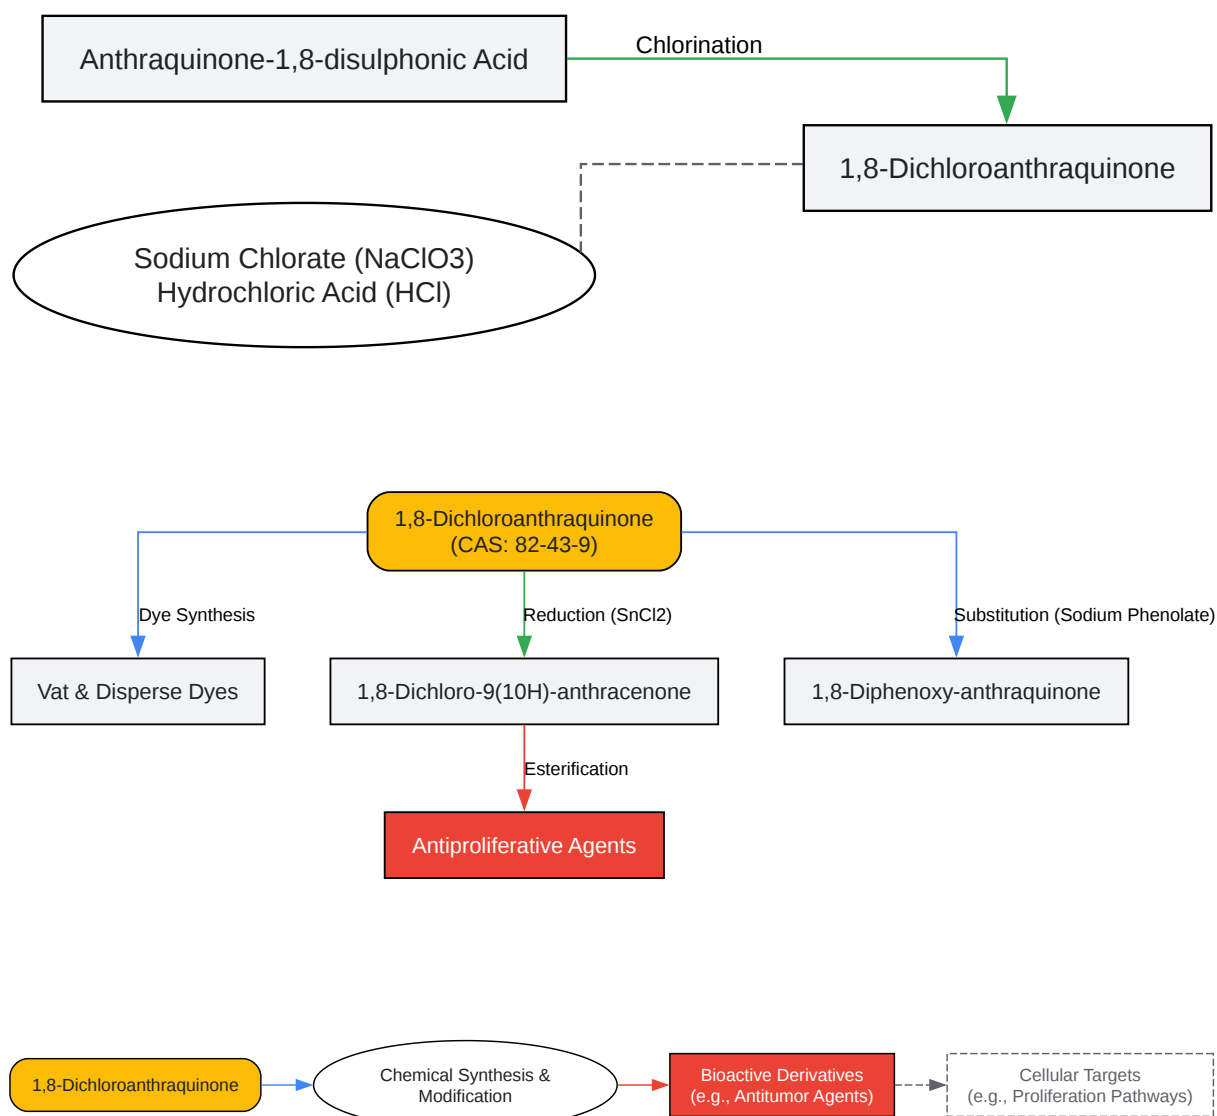 Anthraquinone-1,8-disulphonic Acid
Chlorination
1,8-Dichloroanthraquinone
Sodium Chlorate (NaClO3)
Hydrochloric Acid (HCl)
1,8-Dichloroanthraquinone
(CAS: 82-43-9)
Dye Synthesis
Reduction (SnCl2)
Substitution (Sodium Phenolate)
Vat & Disperse Dyes
1,8-Dichloro-9(10H)-anthracenone
1,8-Diphenoxy-anthraquinone
Esterification
Antiproliferative Agents
1,8-Dichloroanthraquinone
Chemical Synthesis &
Modification
Bioactive Derivatives
(e.g., Antitumor Agents)
Cellular Targets
(e.g., Proliferation Pathways)